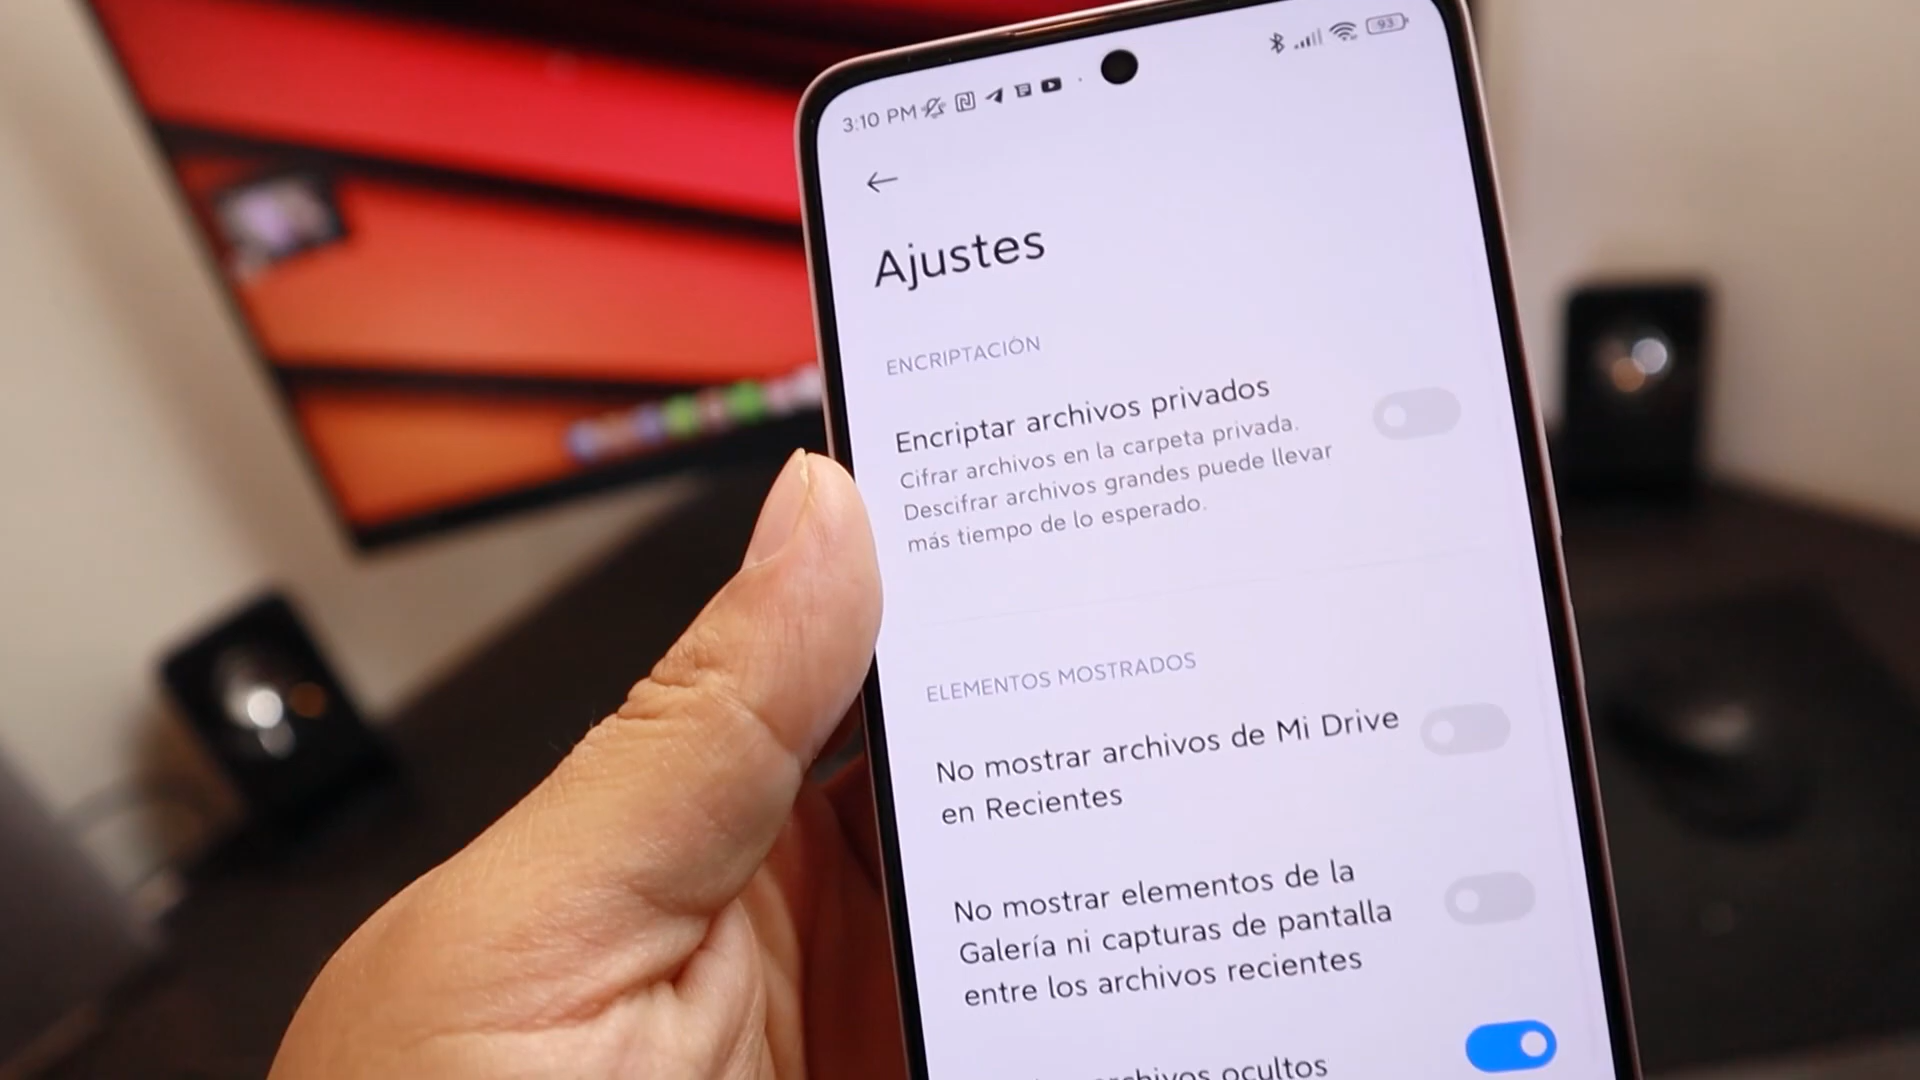 3:10 PM
93
Ajustes
ENCRIPTACIÓN
Encriptar archivos privados
Cifrar archivos en la carpeta privada.
Descifrar archivos grandes puede llevar
más tiempo de lo esperado.
ELEMENTOS MOSTRADOS
No mostrar archivos de Mi Drive
en Recientes
No mostrar elementos de la
Galería ni capturas de pantalla
entre los archivos recientes
ocultos